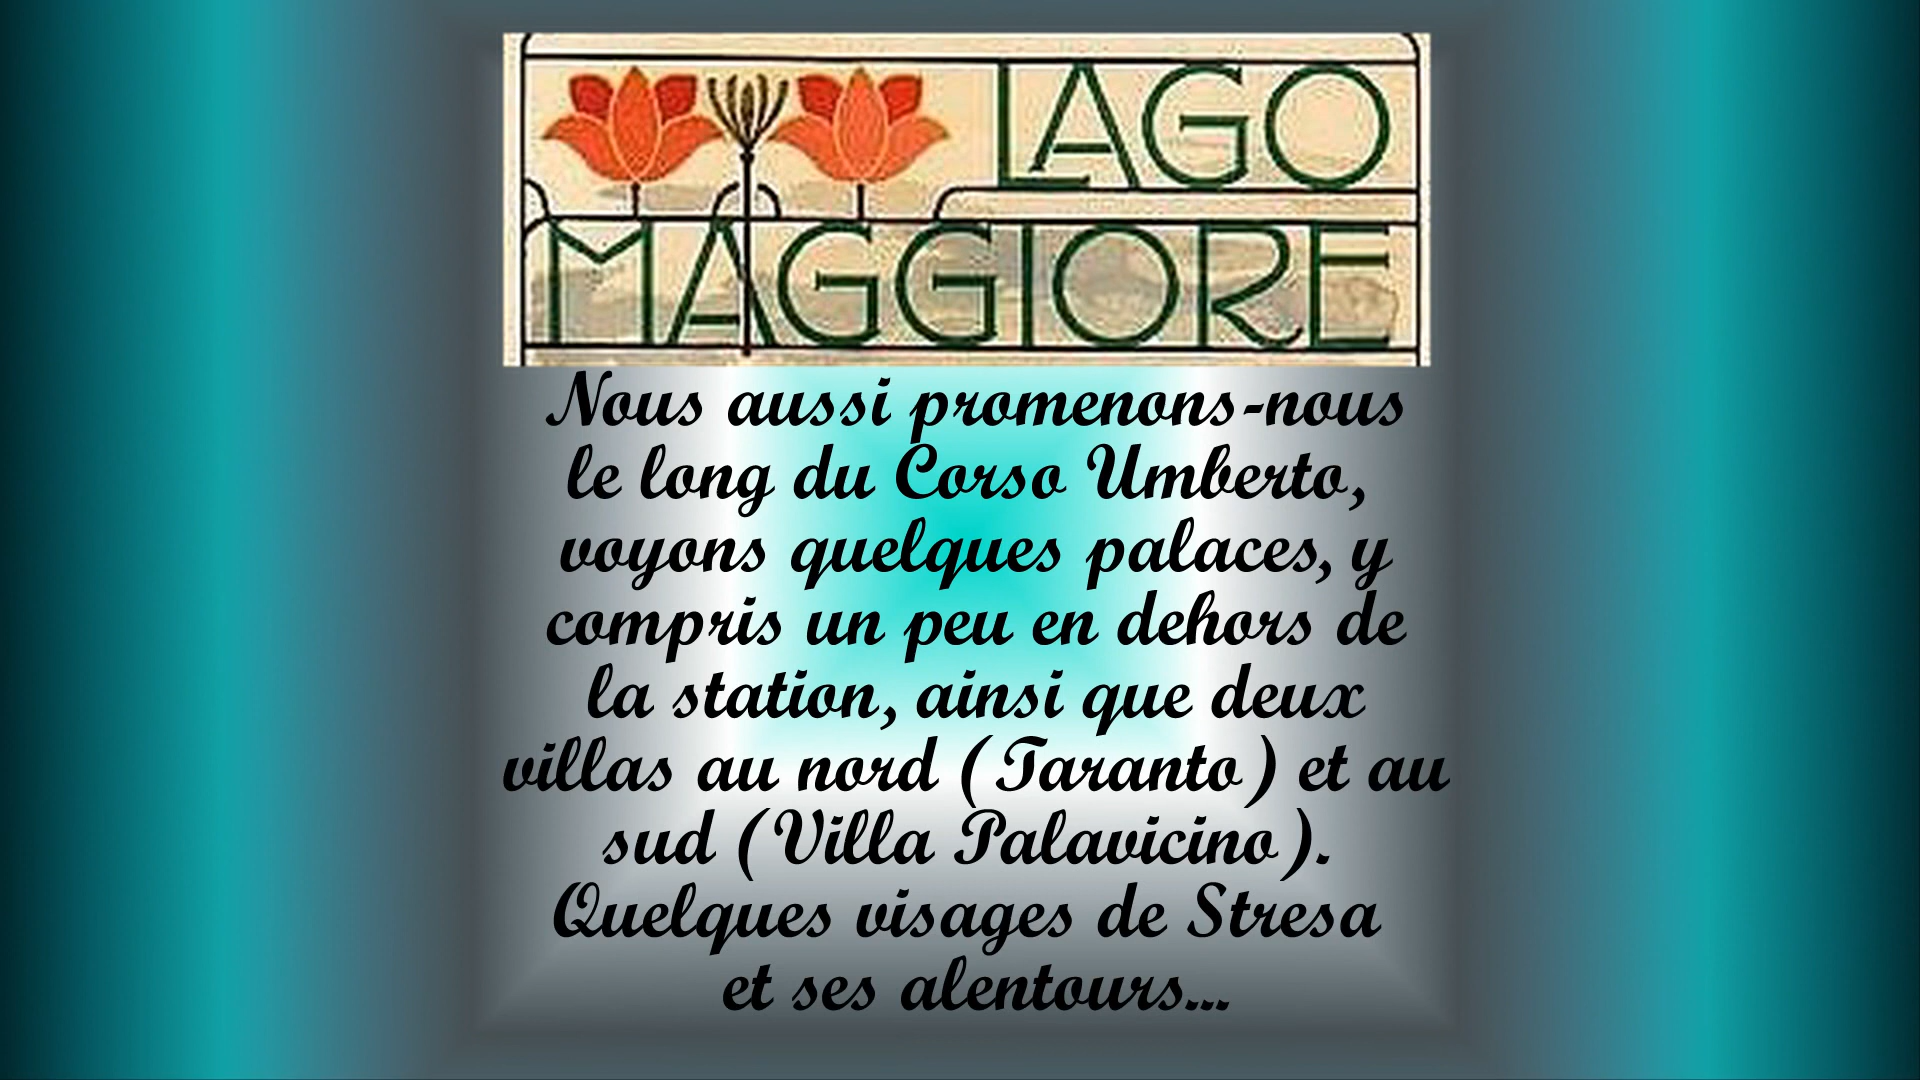 LAGO
MAGGIORE
Nous aussi promenons-nous
le long du Corso Umberto,
voyons quelques palaces, y
compris un peu en dehors de
la station, ainsi que deux
villas au nord (Taranto) et au
sud (Villa Palavicino).
Quelques visages de Stresa
et ses alentours...